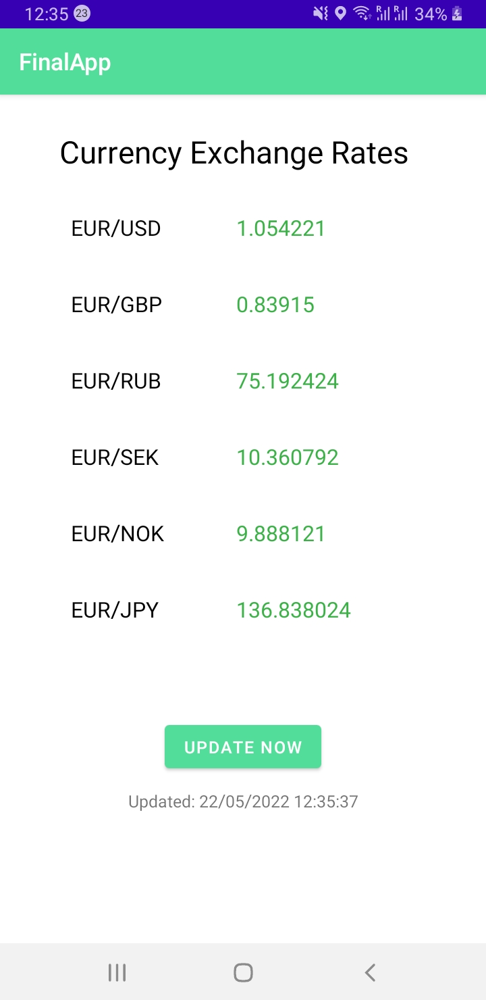 12:35 23 34%
FinalApp
Currency Exchange Rates
EUR/USD 1.054221
EUR/GBP 0.83915
EUR/RUB 75.192424
EUR/SEK 10.360792
EUR/NOK 9.888121
EUR/JPY 136.838024
UPDATE NOW
Updated: 22/05/2022 12:35:37